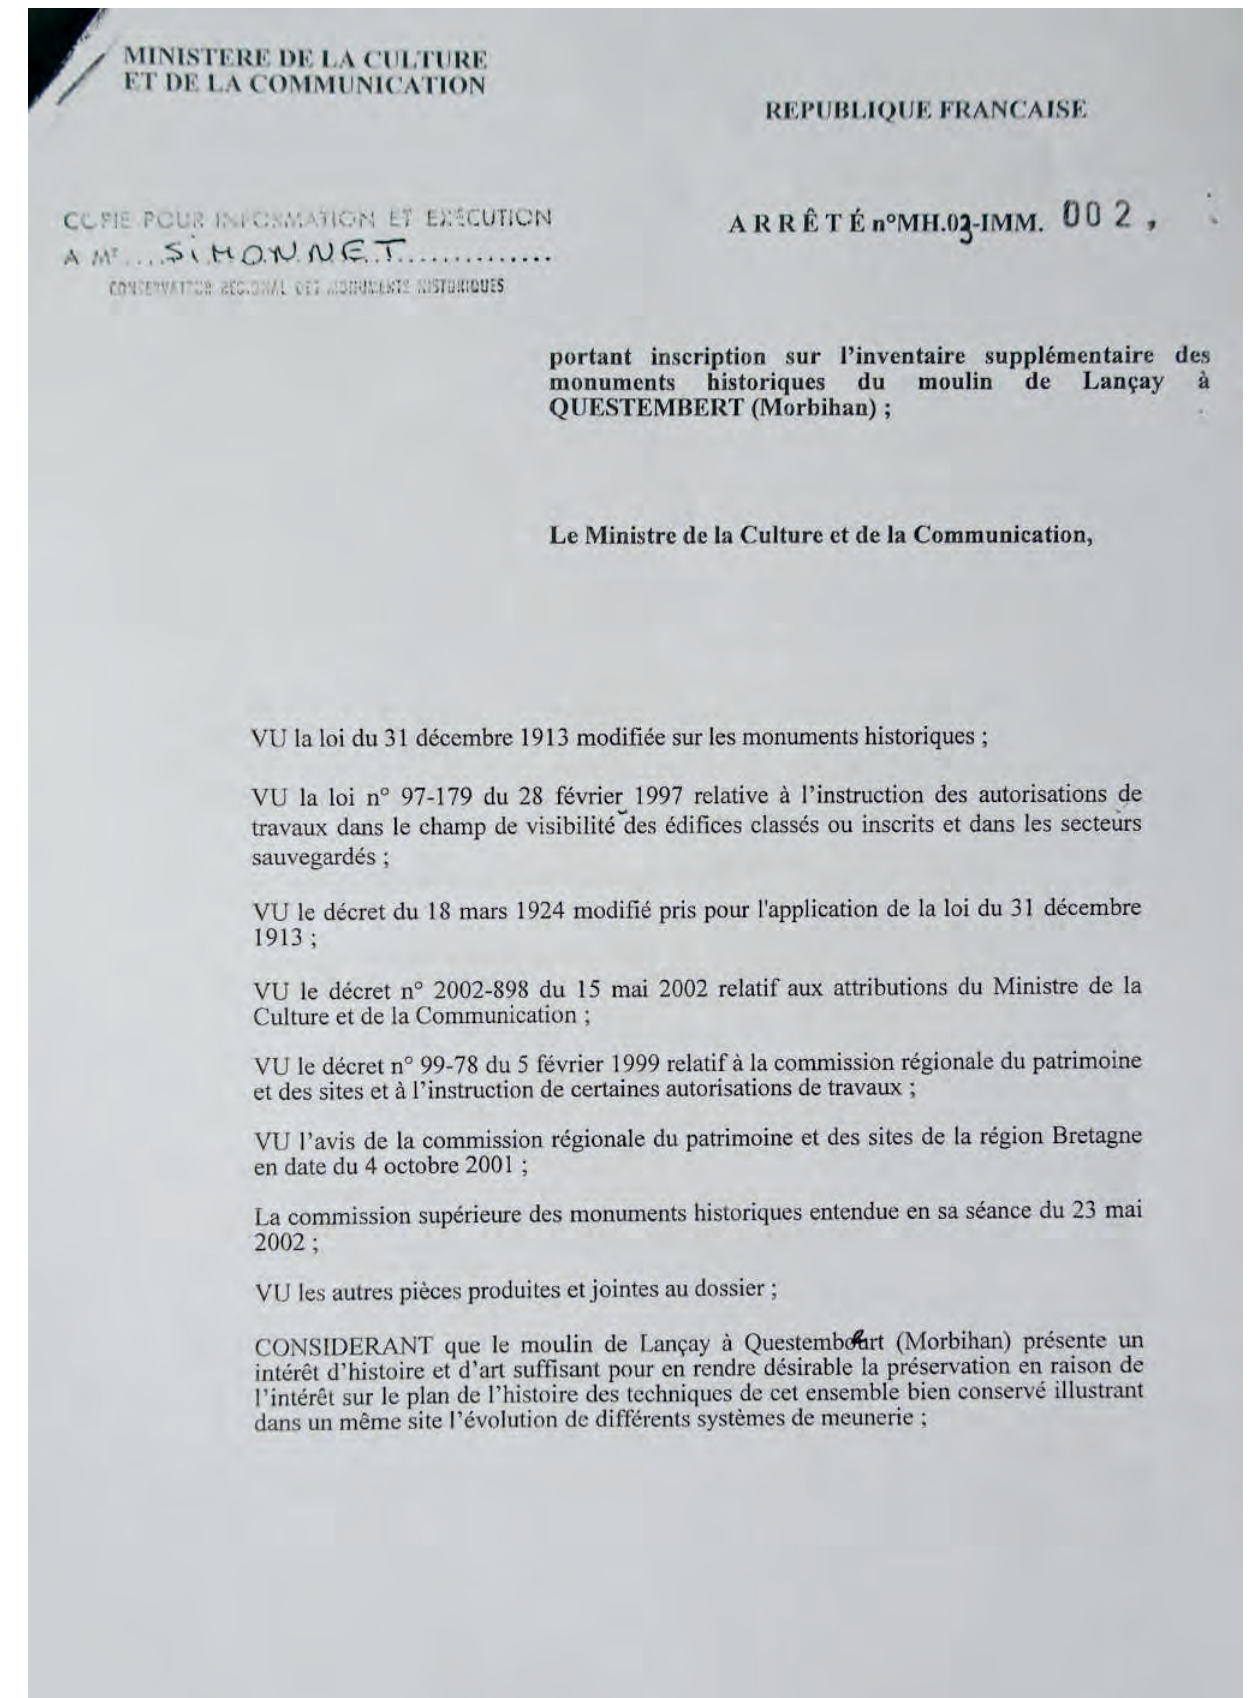 MINISTERE DE LA CULTURE
ET DE LA COMMUNICATION
REPUBLIQUE FRANCAISE
COPIE POUR INFORMATION ET EXÉCUTION
A Mr ... SIMONNET..............
CONSERVATEUR REGIONAL DES MONUMENTS HISTORIQUES
A R R Ê T É n°MH.03-IMM. 002,
portant inscription sur l'inventaire supplémentaire des
monuments historiques du moulin de Lançay à
QUESTEMBERT (Morbihan) ;
Le Ministre de la Culture et de la Communication,
VU la loi du 31 décembre 1913 modifiée sur les monuments historiques ;
VU la loi n° 97-179 du 28 février 1997 relative à l'instruction des autorisations de
travaux dans le champ de visibilité des édifices classés ou inscrits et dans les secteurs
sauvegardés ;
VU le décret du 18 mars 1924 modifié pris pour l'application de la loi du 31 décembre
1913 ;
VU le décret n° 2002-898 du 15 mai 2002 relatif aux attributions du Ministre de la
Culture et de la Communication ;
VU le décret n° 99-78 du 5 février 1999 relatif à la commission régionale du patrimoine
et des sites et à l'instruction de certaines autorisations de travaux ;
VU l'avis de la commission régionale du patrimoine et des sites de la région Bretagne
en date du 4 octobre 2001 ;
La commission supérieure des monuments historiques entendue en sa séance du 23 mai
2002 ;
VU les autres pièces produites et jointes au dossier ;
CONSIDERANT que le moulin de Lançay à Questembert (Morbihan) présente un
intérêt d'histoire et d'art suffisant pour en rendre désirable la préservation en raison de
l'intérêt sur le plan de l'histoire des techniques de cet ensemble bien conservé illustrant
dans un même site l'évolution de différents systèmes de meunerie ;